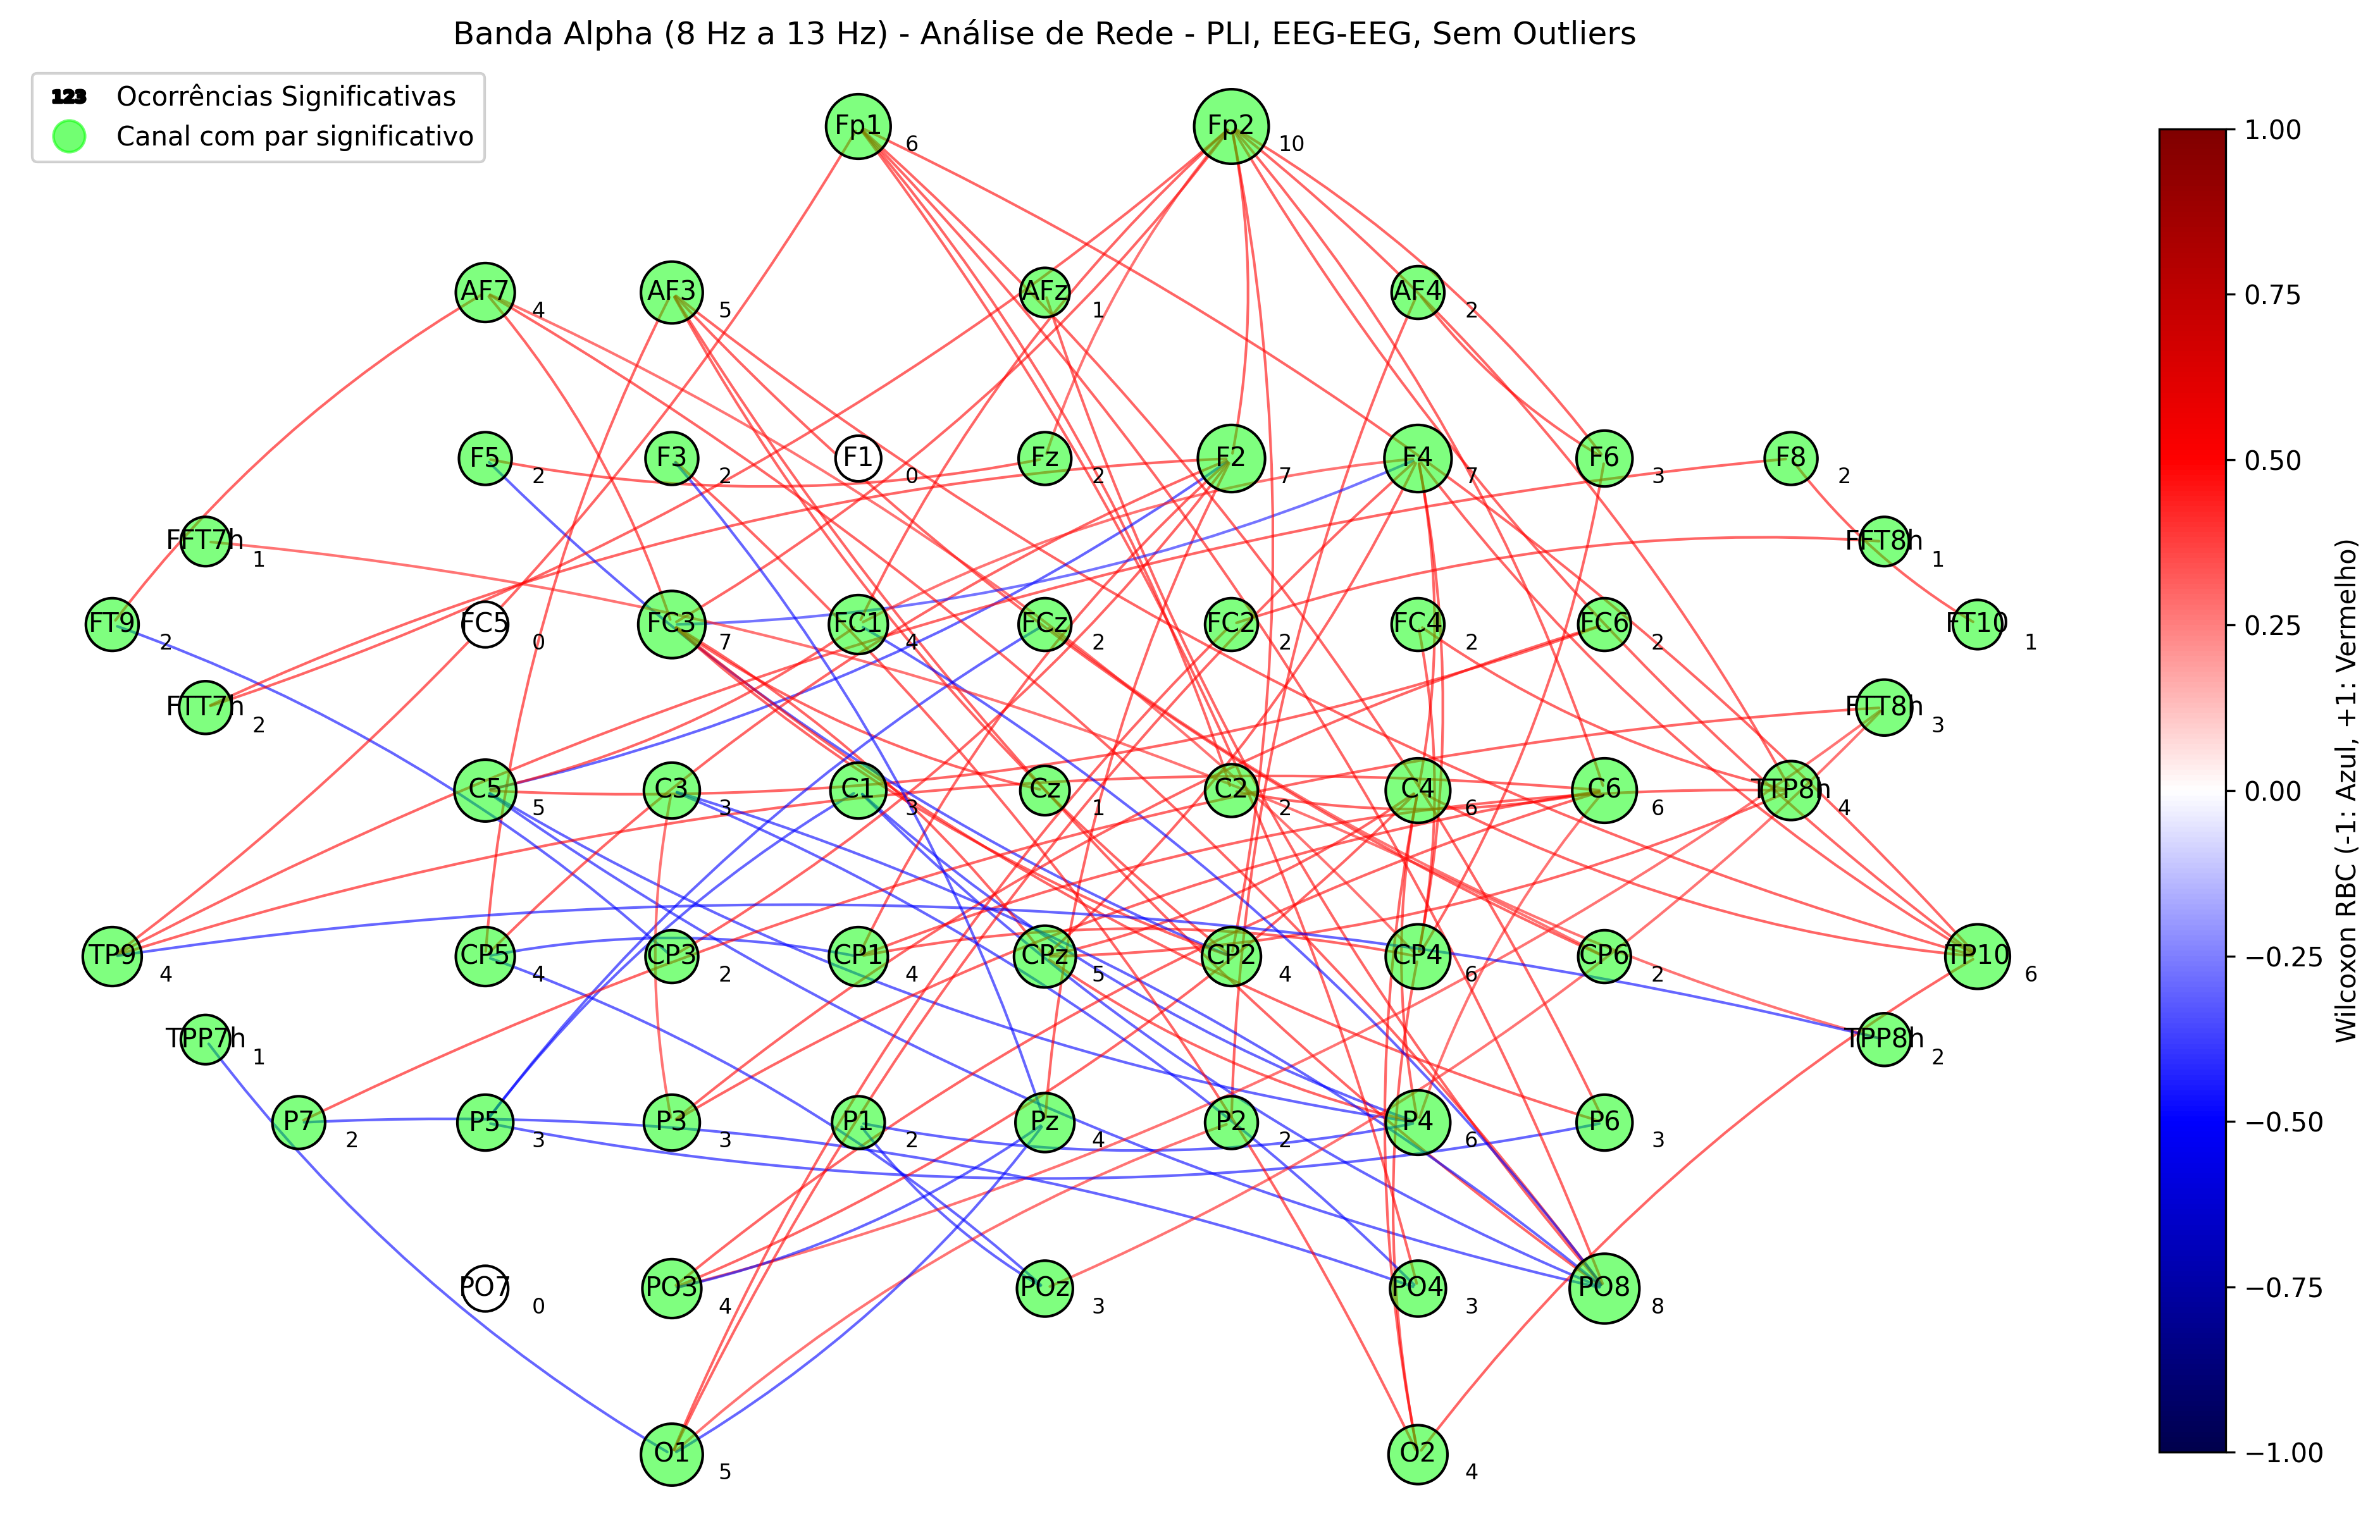 Banda Alpha (8 Hz a 13 Hz) - Análise de Rede - PLI, EEG-EEG, Sem Outliers
123 Ocorrências Significativas
Canal com par significativo
Fp1 6 Fp2 10
AF7 4 AF3 5 AFz 1 AF4 2
F5 2 F3 2 F1 0 Fz 2 F2 7 F4 7 F6 3 F8 2
FFT7h 1 FFT8h 1
FT9 2 FC5 0 FC3 7 FC1 4 FCz 2 FC2 2 FC4 2 FC6 2 FT10 1
FTT7h 2 FTT8h 3
C5 5 C3 3 C1 3 Cz 1 C2 2 C4 6 C6 6 TTP8h 4
TP9 4 CP5 4 CP3 2 CP1 4 CPz 5 CP2 4 CP4 6 CP6 2 TP10 6
TPP7h 1 TPP8h 2
P7 2 P5 3 P3 3 P1 2 Pz 4 P2 2 P4 6 P6 3
PO7 0 PO3 4 POz 3 PO4 3 PO8 8
O1 5 O2 4
1.00
0.75
0.50
0.25
0.00
−0.25
−0.50
−0.75
−1.00
Wilcoxon RBC (-1: Azul, +1: Vermelho)